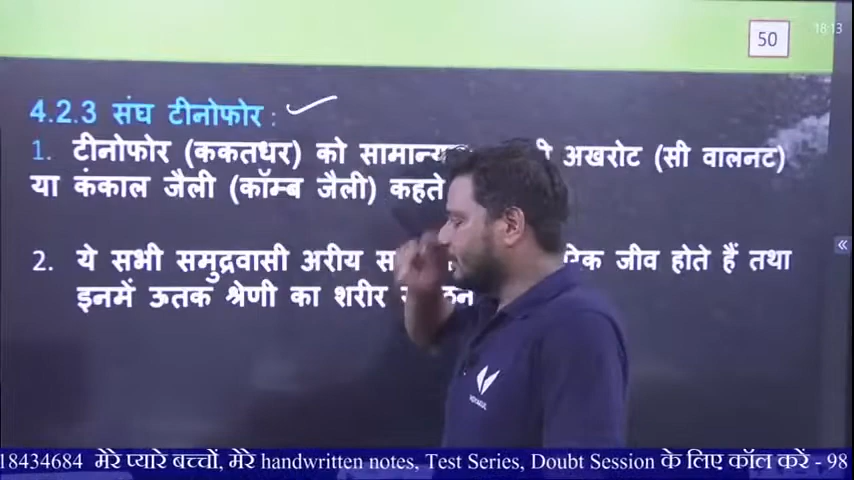 50
18:13
4.2.3 संघ टीनोफोर :
1. टीनोफोर (ककतधर) को सामान्य अखरोट (सी वालनट)
या कंकाल जैली (कॉम्ब जैली) कहते
2. ये सभी समुद्रवासी अरीय जीव होते हैं तथा
इनमें ऊतक श्रेणी का शरीर
18434684 मेरे प्यारे बच्चों, मेरे handwritten notes, Test Series, Doubt Session के लिए कॉल करें - 98